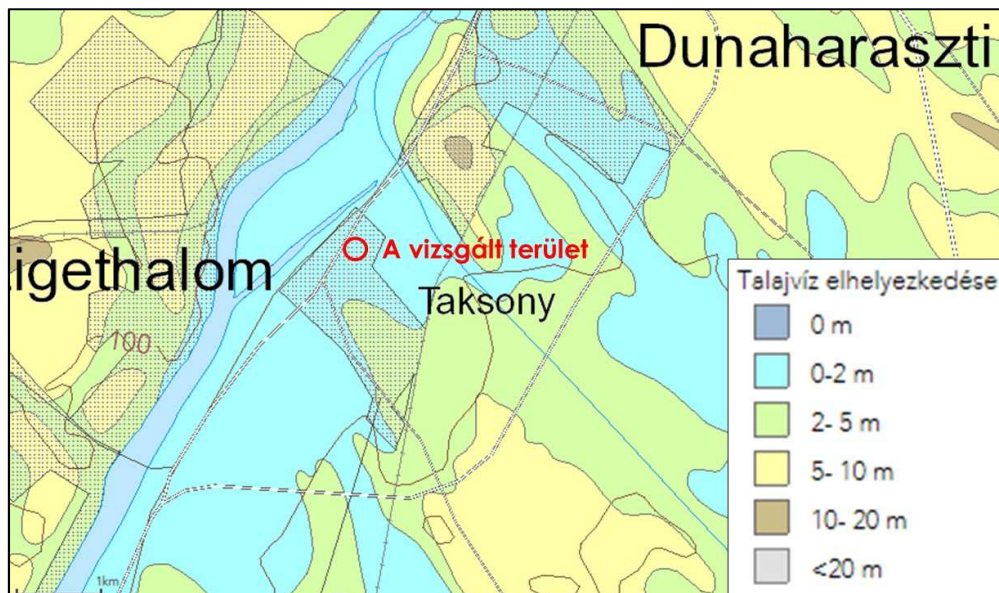 Dunaharaszti
A vizsgált terület
igethalom
Taksony
100
1km
Talajvíz elhelyezkedése
0 m
0-2 m
2- 5 m
5- 10 m
10- 20 m
<20 m